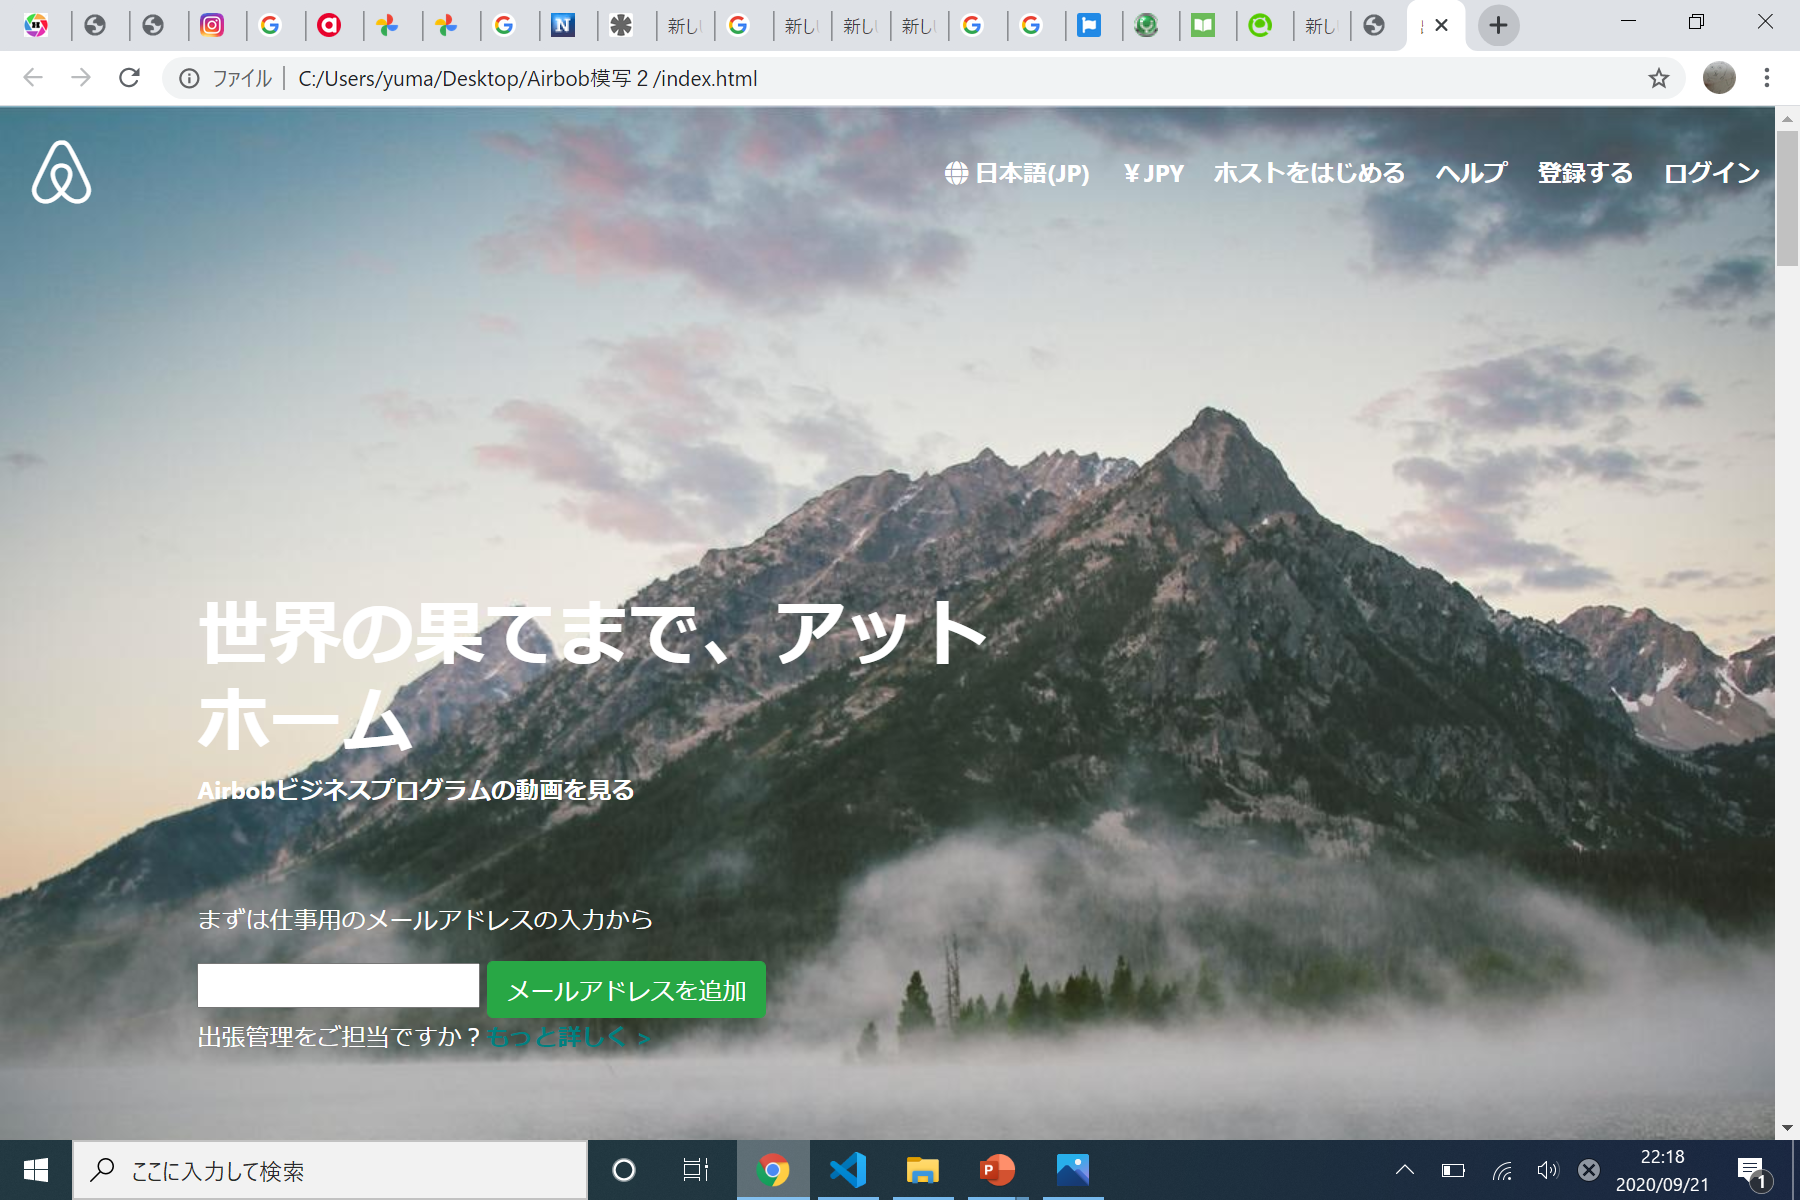 新し
新し
新し
新し
新し
ファイル C:/Users/yuma/Desktop/Airbob模写２/index.html
日本語(JP) ￥JPY ホストをはじめる ヘルプ 登録する ログイン
世界の果てまで、アット
ホーム
Airbobビジネスプログラムの動画を見る
まずは仕事用のメールアドレスの入力から
メールアドレスを追加
出張管理をご担当ですか？もっと詳しく >
ここに入力して検索
22:18
2020/09/21
1